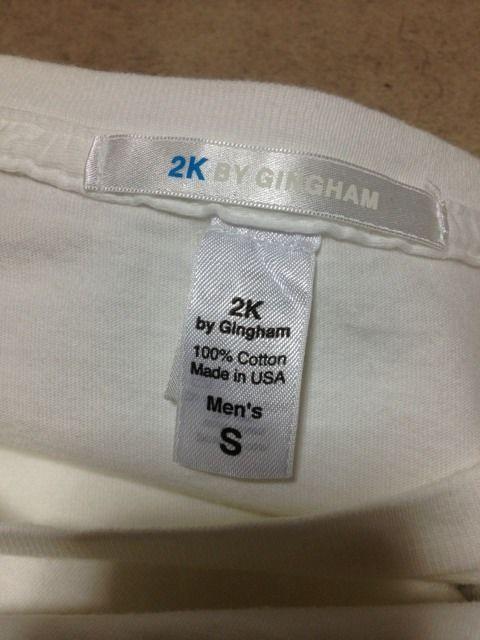 2K BY GINGHAM
2K
by Gingham
100% Cotton
Made in USA
Men's
S